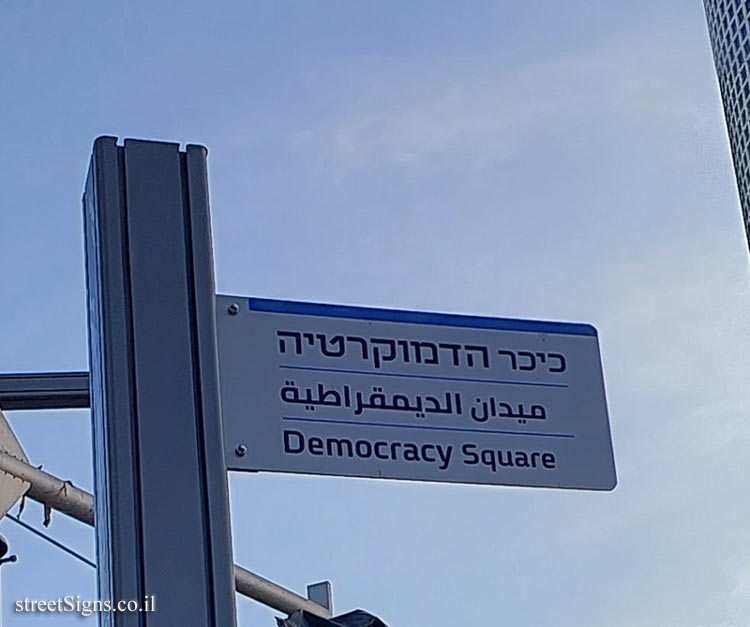 כיכר הדמוקרטיה
ميدان الديمقراطية
Democracy Square
streetSigns.co.il